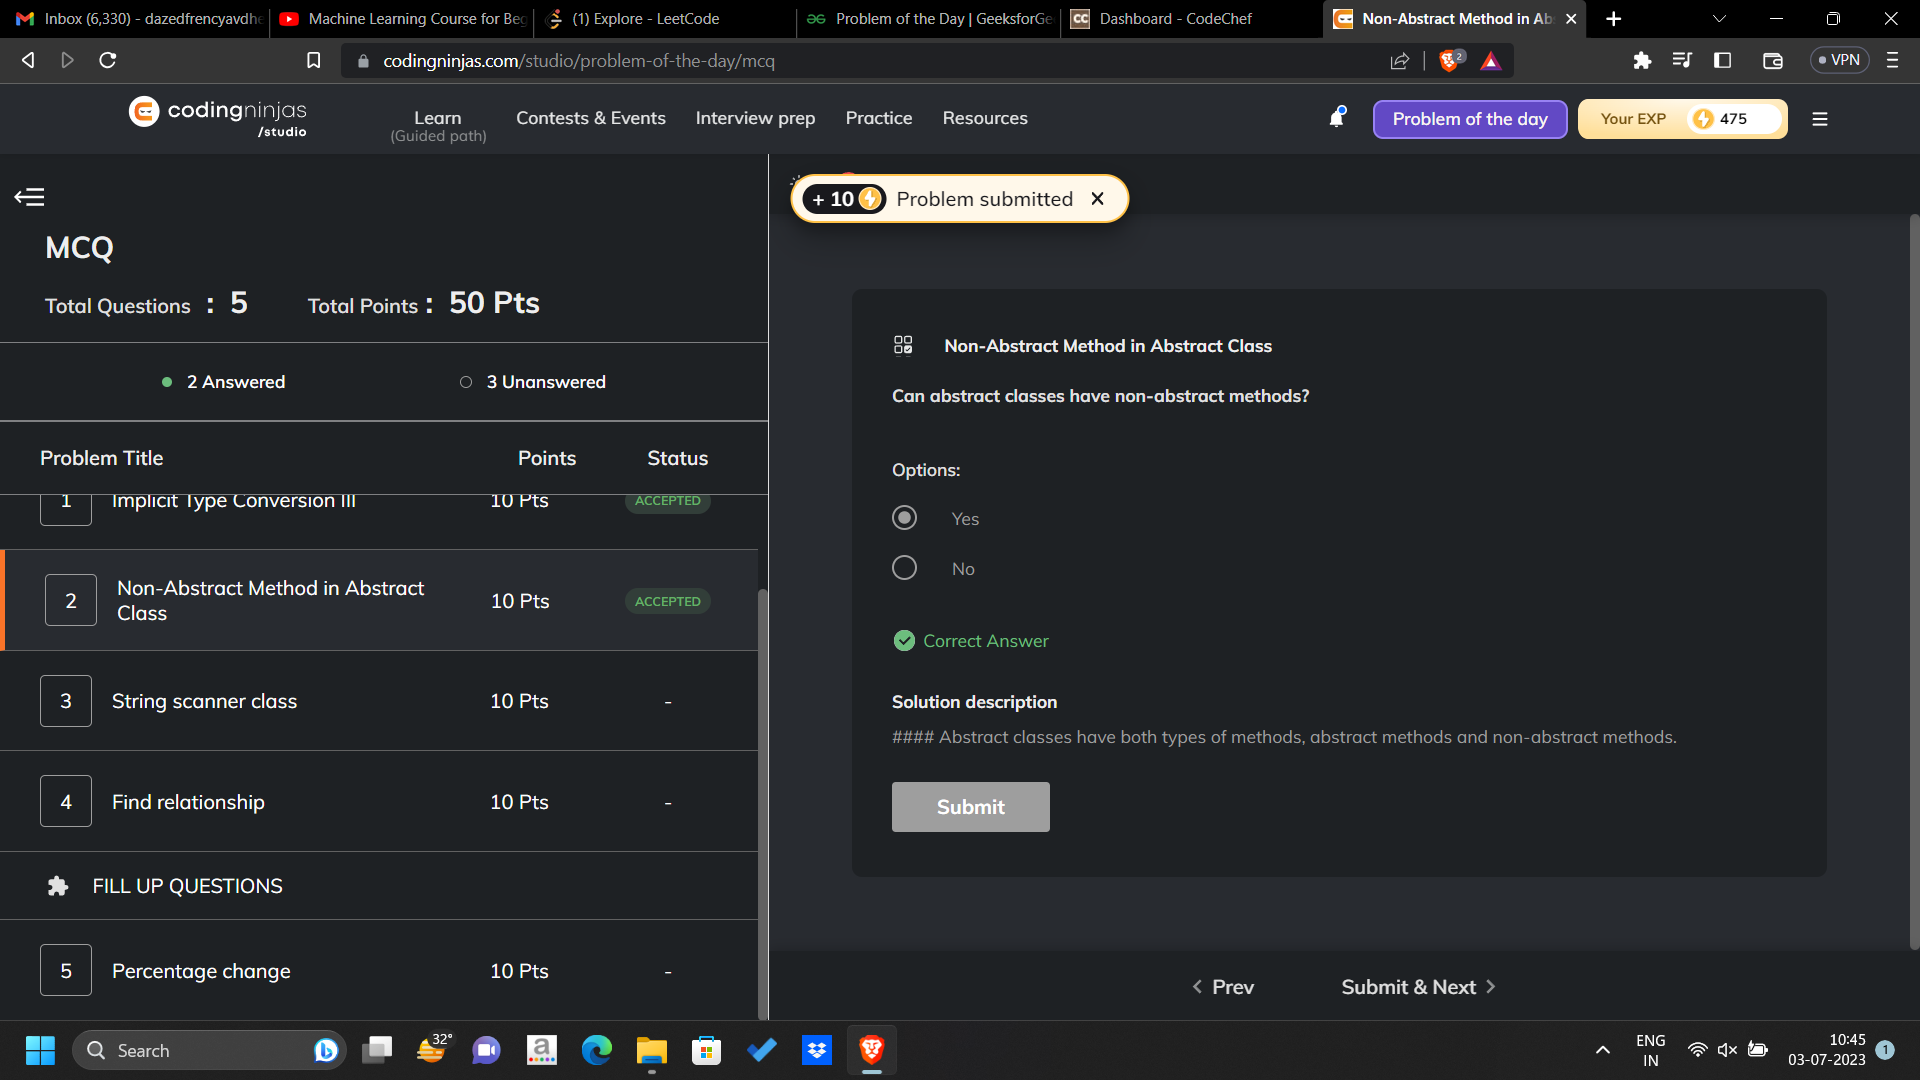 Inbox (6,330) - dazedfrencyavdhe
Machine Learning Course for Beg
(1) Explore - LeetCode
Problem of the Day | GeeksforGe
CC Dashboard - CodeChef
Non-Abstract Method in Ab
codingninjas.com/studio/problem-of-the-day/mcq
2
VPN
codingninjas
/studio
Learn
(Guided path)
Contests & Events
Interview prep
Practice
Resources
Problem of the day
Your EXP 475
+ 10 Problem submitted
MCQ
Total Questions : 5 Total Points : 50 Pts
2 Answered 3 Unanswered
Problem Title Points Status
1 Implicit Type Conversion III 10 Pts ACCEPTED
2 Non-Abstract Method in Abstract
Class 10 Pts ACCEPTED
3 String scanner class 10 Pts -
4 Find relationship 10 Pts -
FILL UP QUESTIONS
5 Percentage change 10 Pts -
Non-Abstract Method in Abstract Class
Can abstract classes have non-abstract methods?
Options:
Yes
No
Correct Answer
Solution description
#### Abstract classes have both types of methods, abstract methods and non-abstract methods.
Submit
Prev
Submit & Next
Search
32°
a
ENG
IN
10:45
03-07-2023
1